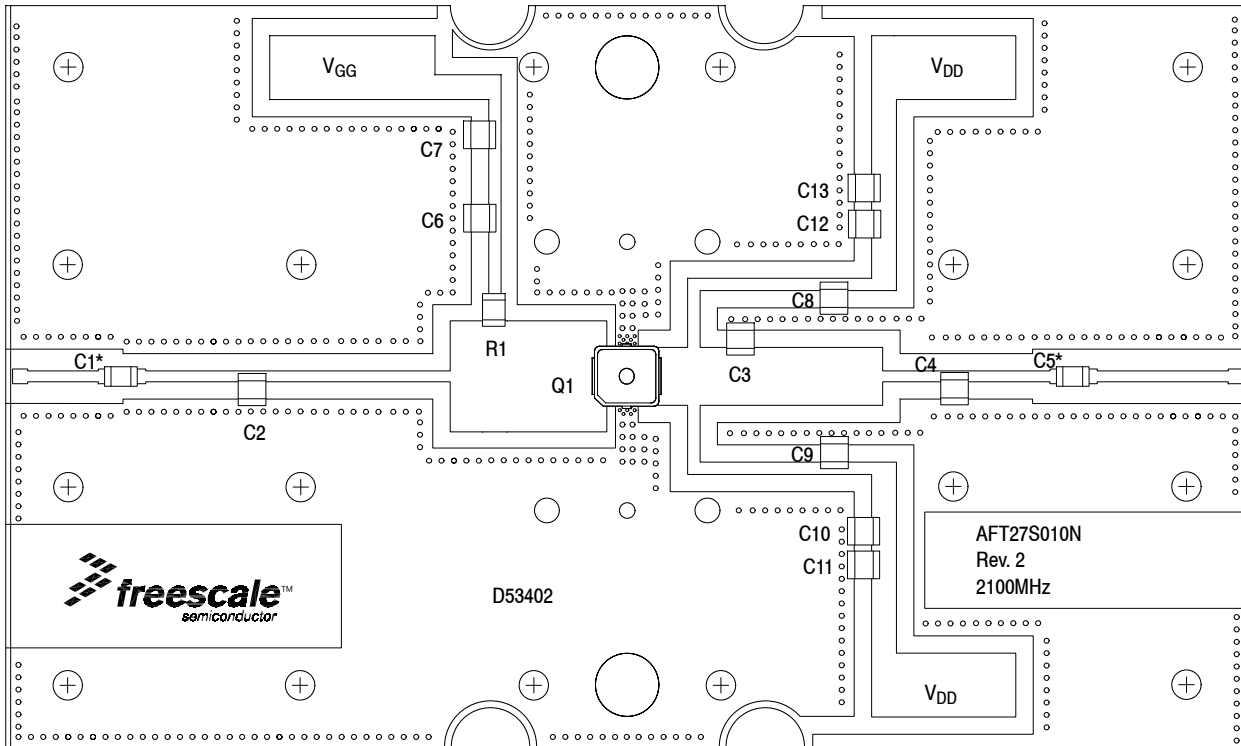 VGG
VDD
C7
C13
C6
C12
C8
R1
C3
C1*
C4
C5*
Q1
C2
C9
C10
C11
AFT27S010N
Rev. 2
2100MHz
freescale™
semiconductor
D53402
VDD